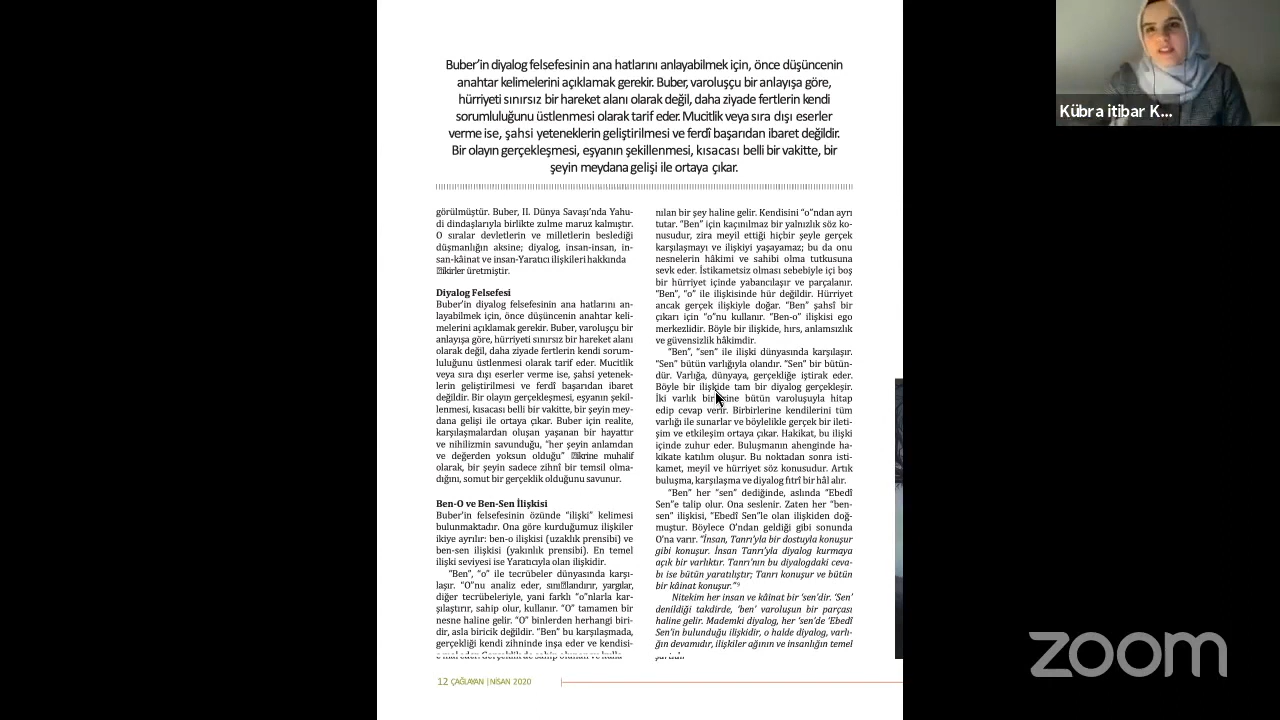 Buber'in diyalog felsefesinin ana hatlarını anlayabilmek için, önce düşüncenin
anahtar kelimelerini açıklamak gerekir. Buber, varoluşçu bir anlayışa göre,
hürriyeti sınırsız bir hareket alanı olarak değil, daha ziyade fertlerin kendi
sorumluluğunu üstlenmesi olarak tarif eder. Mucitlik veya sıra dışı eserler
verme ise, şahsi yeteneklerin geliştirilmesi ve ferdî başarıdan ibaret değildir.
Bir olayın gerçekleşmesi, eşyanın şekillenmesi, kısacası belli bir vakitte, bir
şeyin meydana gelişi ile ortaya çıkar.
görülmüştür. Buber, II. Dünya Savaşı'nda Yahu-
di dindaşlarıyla birlikte zulme maruz kalmıştır.
O sıralar devletlerin ve milletlerin beslediği
düşmanlığın aksine; diyalog, insan-insan, in-
san-kâinat ve insan-Yaratıcı ilişkileri hakkında
ikirler üretmiştir.
Diyalog Felsefesi
Buber'in diyalog felsefesinin ana hatlarını an-
layabilmek için, önce düşüncenin anahtar keli-
melerini açıklamak gerekir. Buber, varoluşçu bir
anlayışa göre, hürriyeti sınırsız bir hareket alanı
olarak değil, daha ziyade fertlerin kendi sorum-
luluğunu üstlenmesi olarak tarif eder. Mucitlik
veya sıra dışı eserler verme ise, şahsi yetenek-
lerin geliştirilmesi ve ferdî başarıdan ibaret
değildir. Bir olayın gerçekleşmesi, eşyanın şekil-
lenmesi, kısacası belli bir vakitte, bir şeyin mey-
dana gelişi ile ortaya çıkar. Buber için realite,
karşılaşmalardan oluşan yaşanan bir hayattır
ve nihilizmin savunduğu, "her şeyin anlamdan
ve değerden yoksun olduğu" ikrine muhalif
olarak, bir şeyin sadece zihnî bir temsil olma-
dığını, somut bir gerçeklik olduğunu savunur.
Ben-O ve Ben-Sen İlişkisi
Buber'in felsefesinin özünde "ilişki" kelimesi
bulunmaktadır. Ona göre kurduğumuz ilişkiler
ikiye ayrılır: ben-o ilişkisi (uzaklık prensibi) ve
ben-sen ilişkisi (yakınlık prensibi). En temel
ilişki seviyesi ise Yaratıcıyla olan ilişkidir.
"Ben", "o" ile tecrübeler dünyasında karşı-
laşır. "O"nu analiz eder, sınılandırır, yargılar,
diğer tecrübeleriyle, yani farklı "o"nlarla kar-
şılaştırır, sahip olur, kullanır. "O" tamamen bir
nesne haline gelir. "O" binlerden herhangi biri-
dir, asla biricik değildir. "Ben" bu karşılaşmada,
gerçekliği kendi zihninde inşa eder ve kendisi-
nılan bir şey haline gelir. Kendisini "o"ndan ayrı
tutar. "Ben" için kaçınılmaz bir yalnızlık söz ko-
nusudur, zira meyil ettiği hiçbir şeyle gerçek
karşılaşmayı ve ilişkiyi yaşayamaz; bu da onu
nesnelerin hâkimi ve sahibi olma tutkusuna
sevk eder. İstikametsiz olması sebebiyle içi boş
bir hürriyet içinde yabancılaşır ve parçalanır.
"Ben", "o" ile ilişkisinde hür değildir. Hürriyet
ancak gerçek ilişkiyle doğar. "Ben" şahsî bir
çıkarı için "o"nu kullanır. "Ben-o" ilişkisi ego
merkezlidir. Böyle bir ilişkide, hırs, anlamsızlık
ve güvensizlik hâkimdir.
"Ben", "sen" ile ilişki dünyasında karşılaşır.
"Sen" bütün varlığıyla olandır. "Sen" bir bütün-
dür. Varlığa, dünyaya, gerçekliğe iştirak eder.
Böyle bir ilişkide tam bir diyalog gerçekleşir.
İki varlık birbirine bütün varoluşuyla hitap
edip cevap verir. Birbirlerine kendilerini tüm
varlığı ile sunarlar ve böylelikle gerçek bir ileti-
şim ve etkileşim ortaya çıkar. Hakikat, bu ilişki
içinde zuhur eder. Buluşmanın ahenginde ha-
kikate katılım oluşur. Bu noktadan sonra isti-
kamet, meyil ve hürriyet söz konusudur. Artık
buluşma, karşılaşma ve diyalog fıtrî bir hâl alır.
"Ben" her "sen" dediğinde, aslında "Ebedî
Sen"e talip olur. Ona seslenir. Zaten her "ben-
sen" ilişkisi, "Ebedî Sen"le olan ilişkiden doğ-
muştur. Böylece O'ndan geldiği gibi sonunda
O'na varır. "İnsan, Tanrı'yla bir dostuyla konuşur
gibi konuşur. İnsan Tanrı'yla diyalog kurmaya
açık bir varlıktır. Tanrı'nın bu diyalogdaki ceva-
bı ise bütün yaratılıştır; Tanrı konuşur ve bütün
bir kâinat konuşur."⁹
Nitekim her insan ve kâinat bir 'sen'dir. 'Sen'
denildiği takdirde, 'ben' varoluşun bir parçası
haline gelir. Mademki diyalog, her 'sen'de 'Ebedî
Sen'in bulunduğu ilişkidir, o halde diyalog, varlı-
ğın devamıdır, ilişkiler ağının ve insanlığın temel
12 ÇAĞLAYAN | NİSAN 2020
Kübra itibar K...
zoom